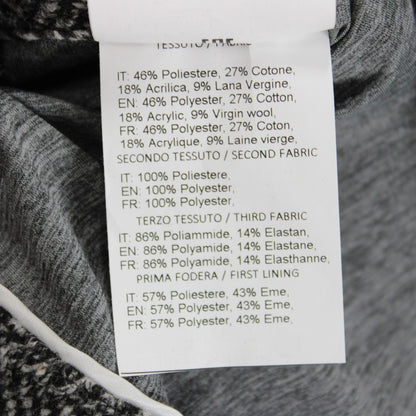 TESSUTO / FABRIC
IT: 46% Poliestere, 27% Cotone,
18% Acrilica, 9% Lana Vergine,
EN: 46% Polyester, 27% Cotton,
18% Acrylic, 9% Virgin wool,
FR: 46% Polyester, 27% Coton,
18% Acrylique, 9% Laine vierge,
SECONDO TESSUTO / SECOND FABRIC
IT: 100% Poliestere,
EN: 100% Polyester,
FR: 100% Polyester,
TERZO TESSUTO / THIRD FABRIC
IT: 86% Poliammide, 14% Elastan,
EN: 86% Polyamide, 14% Elastane,
FR: 86% Polyamide, 14% Elasthanne,
PRIMA FODERA / FIRST LINING
IT: 57% Poliestere, 43% Eme,
EN: 57% Polyester, 43% Eme,
FR: 57% Polyester, 43% Eme,